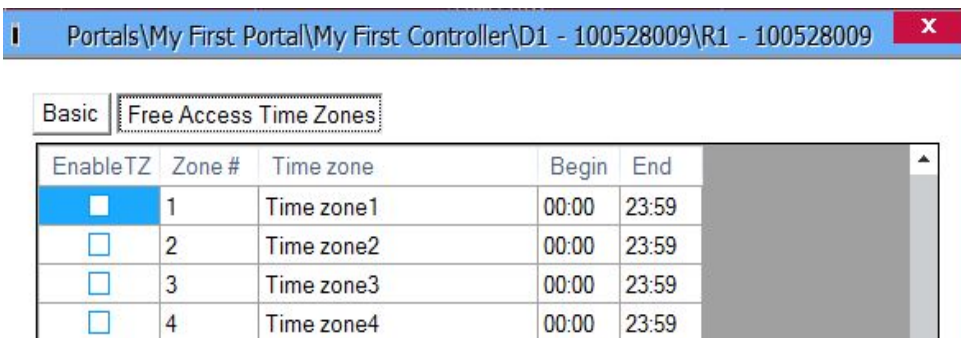 Portals\My First Portal\My First Controller\D1 - 100528009\R1 - 100528009 x
Basic Free Access Time Zones
EnableTZ Zone # Time zone Begin End
1 Time zone1 00:00 23:59
2 Time zone2 00:00 23:59
3 Time zone3 00:00 23:59
4 Time zone4 00:00 23:59